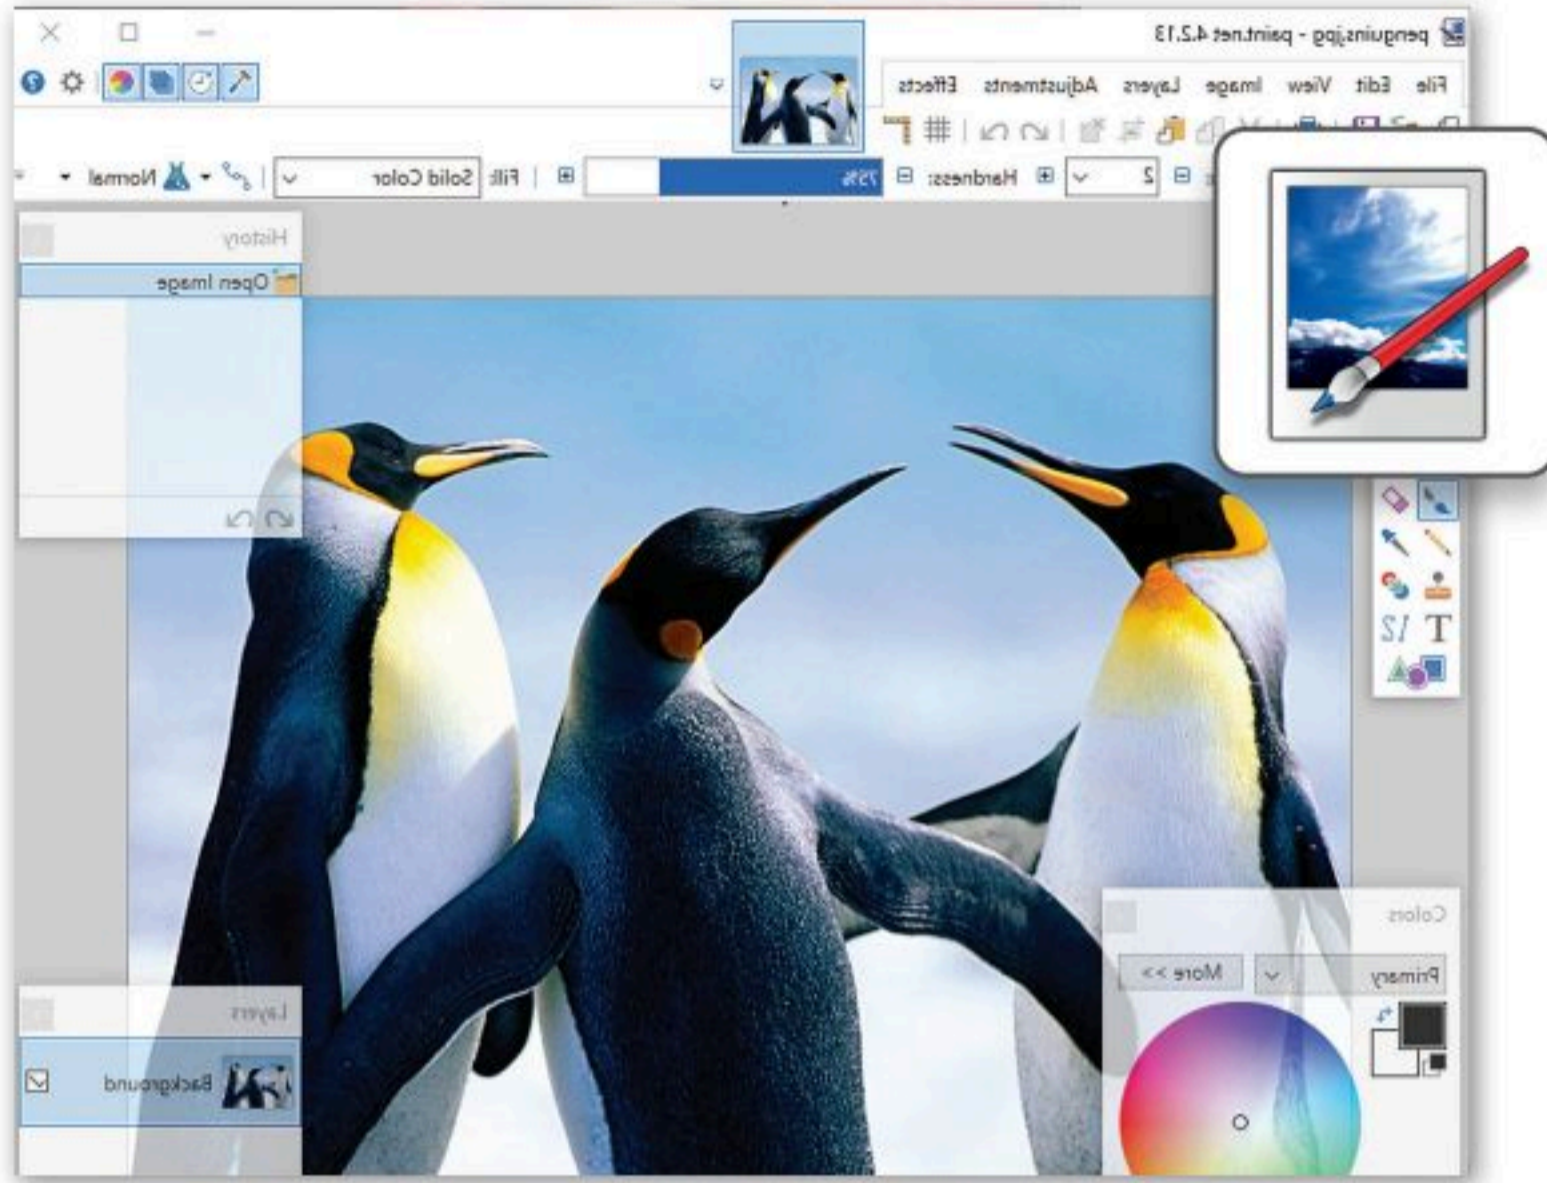 penguins.jpg - paint.net 4.2.13
File Edit View Image Layers Adjustments Effects
2 Hardness: 75% Fill: Solid Color Normal
History
Open Image
T
Colors
Primary More >>
Layers
Background